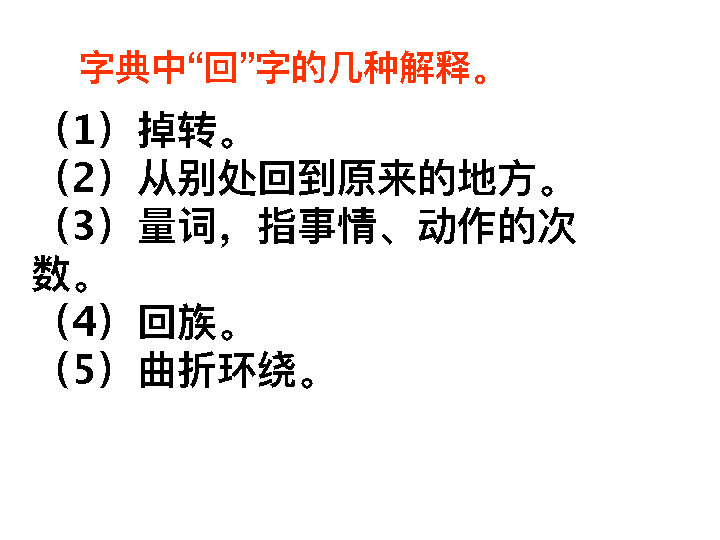 字典中“回”字的几种解释。
（1）掉转。
（2）从别处回到原来的地方。
（3）量词，指事情、动作的次
数。
（4）回族。
（5）曲折环绕。